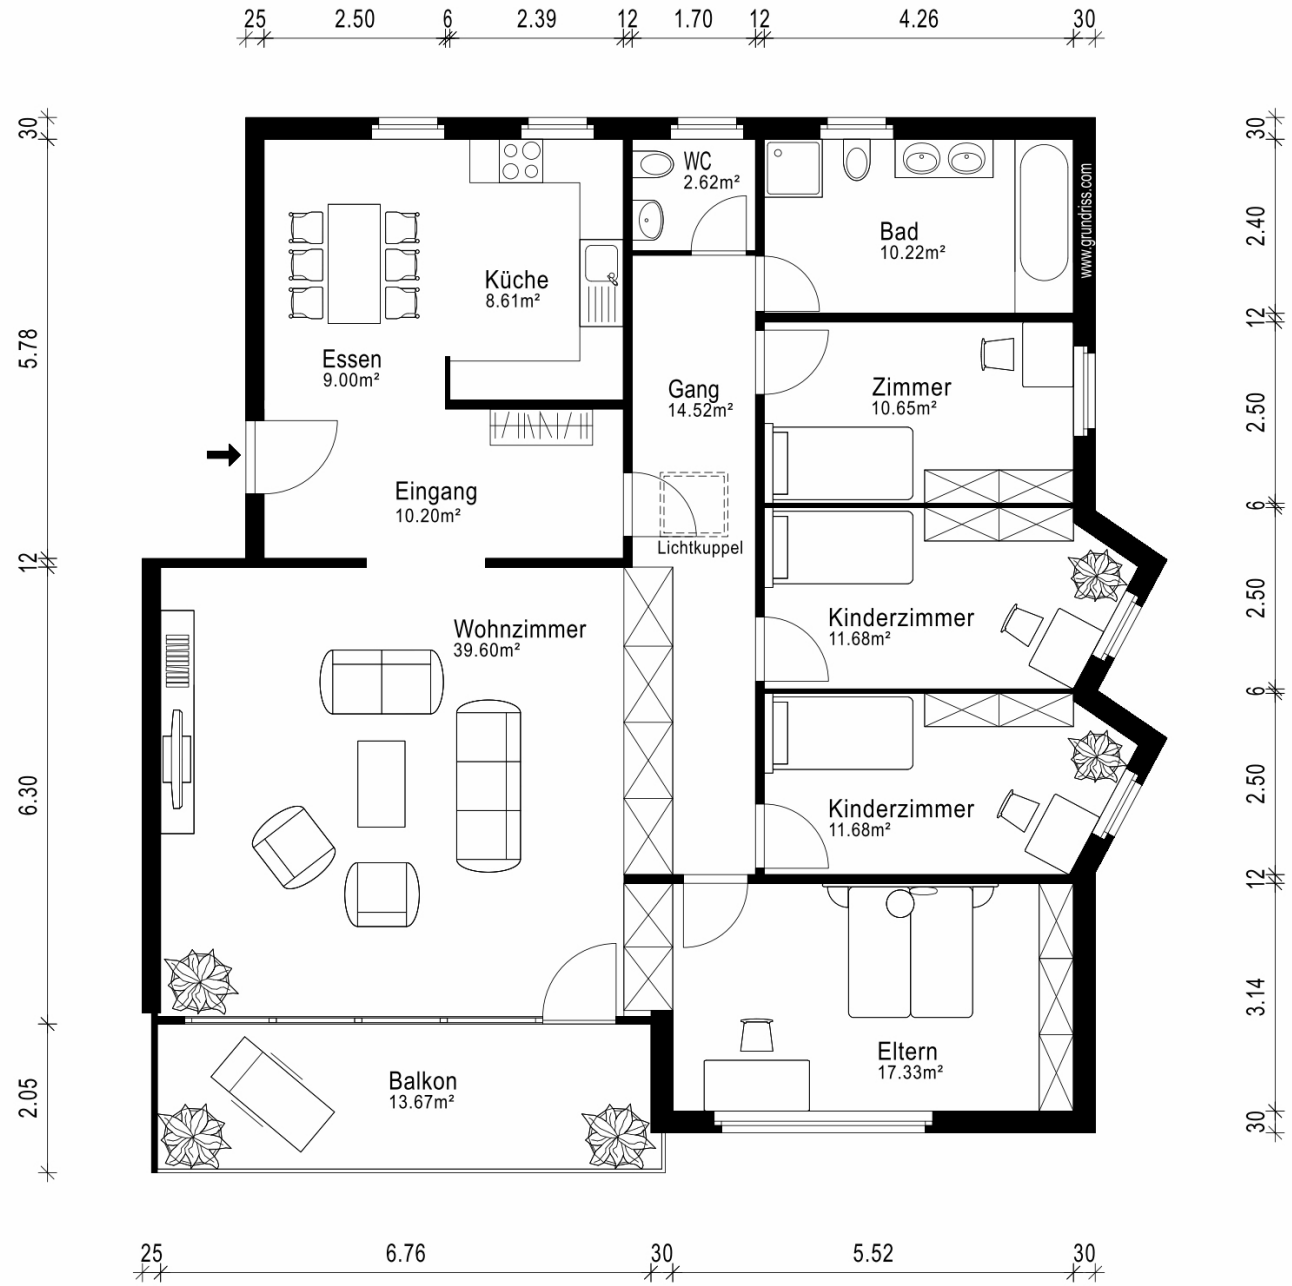 25 2.50 6 2.39 12 1.70 12 4.26 30
30
30
WC
2.62m²
www.grundriss.com
2.40
Bad
10.22m²
Küche
8.61m²
12
5.78
Essen
9.00m²
Gang
14.52m²
Zimmer
10.65m²
2.50
Eingang
10.20m²
6
Lichtkuppel
12
2.50
Kinderzimmer
11.68m²
Wohnzimmer
39.60m²
6
6.30
2.50
Kinderzimmer
11.68m²
12
3.14
Eltern
17.33m²
Balkon
13.67m²
2.05
30
25 6.76 30 5.52 30